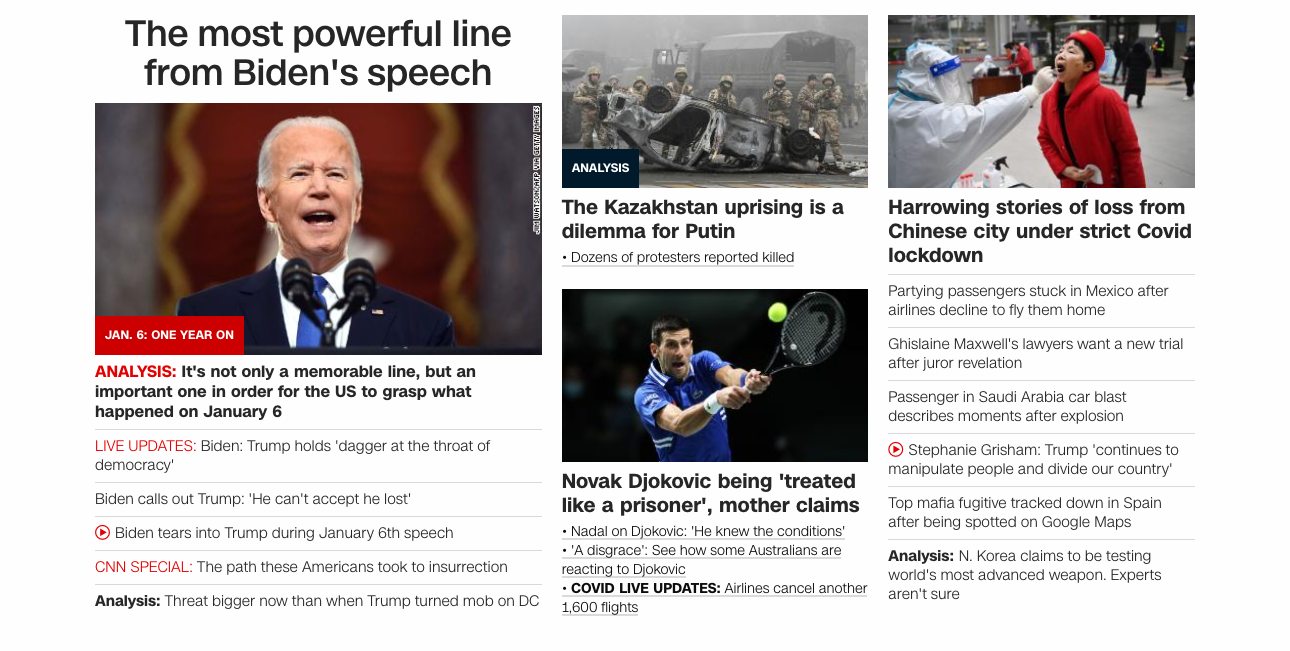 The most powerful line
from Biden's speech
JIM WATSON/AFP VIA GETTY IMAGES
JAN. 6: ONE YEAR ON
ANALYSIS: It's not only a memorable line, but an
important one in order for the US to grasp what
happened on January 6
LIVE UPDATES: Biden: Trump holds 'dagger at the throat of
democracy'
Biden calls out Trump: 'He can't accept he lost'
Biden tears into Trump during January 6th speech
CNN SPECIAL: The path these Americans took to insurrection
Analysis: Threat bigger now than when Trump turned mob on DC
ANALYSIS
The Kazakhstan uprising is a
dilemma for Putin
• Dozens of protesters reported killed
Novak Djokovic being 'treated
like a prisoner', mother claims
• Nadal on Djokovic: 'He knew the conditions'
• 'A disgrace': See how some Australians are
reacting to Djokovic
• COVID LIVE UPDATES: Airlines cancel another
1,600 flights
Harrowing stories of loss from
Chinese city under strict Covid
lockdown
Partying passengers stuck in Mexico after
airlines decline to fly them home
Ghislaine Maxwell's lawyers want a new trial
after juror revelation
Passenger in Saudi Arabia car blast
describes moments after explosion
Stephanie Grisham: Trump 'continues to
manipulate people and divide our country'
Top mafia fugitive tracked down in Spain
after being spotted on Google Maps
Analysis: N. Korea claims to be testing
world's most advanced weapon. Experts
aren't sure